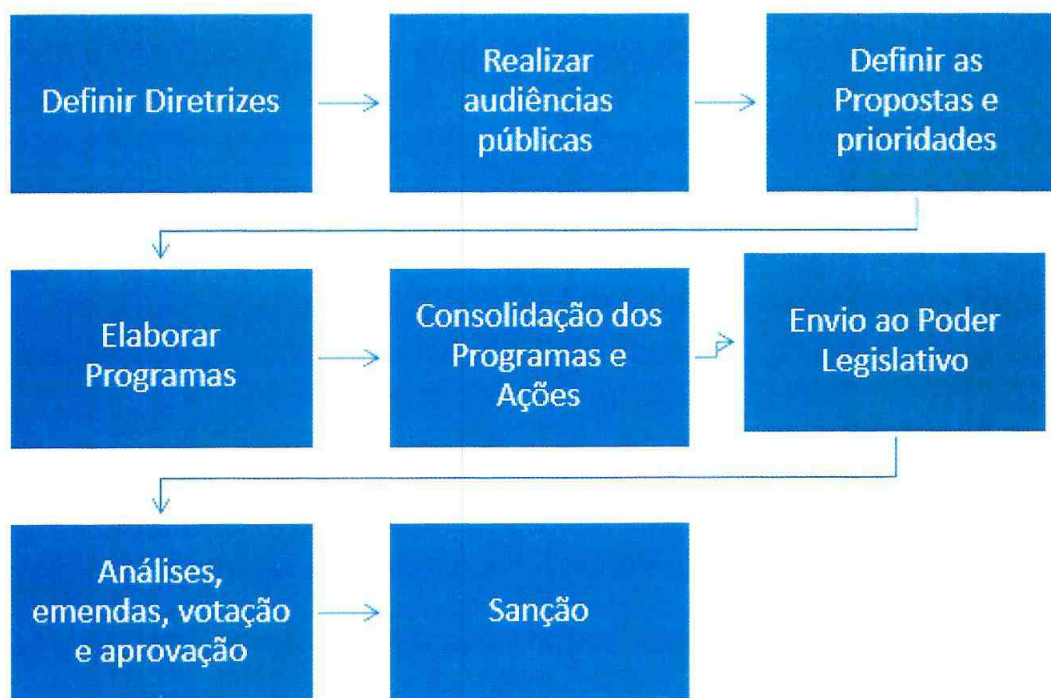 Definir Diretrizes
Realizar
audiências
públicas
Definir as
Propostas e
prioridades
Elaborar
Programas
Consolidação dos
Programas e
Ações
Envio ao Poder
Legislativo
Análises,
emendas, votação
e aprovação
Sanção